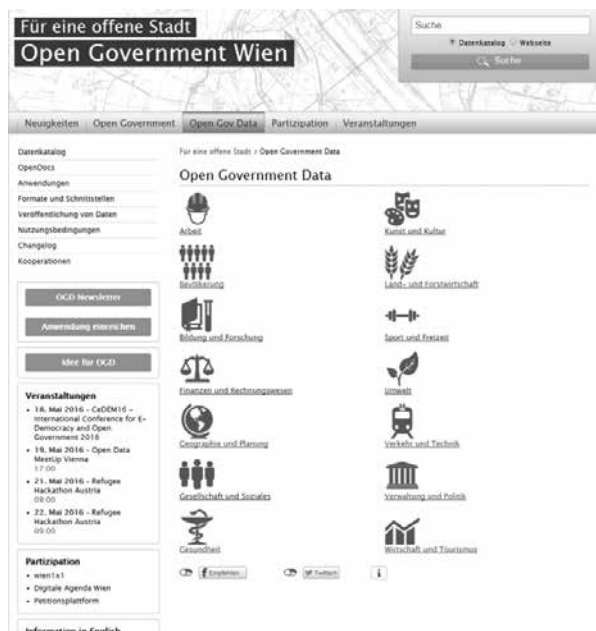 Für eine offene Stadt
Open Government Wien
Suche
Datenkatalog Webseite
Suche
Neuigkeiten Open Government Open Gov Data Partizipation Veranstaltungen
Datenkatalog
OpenDocs
Anwendungen
Formate und Schnittstellen
Veröffentlichung von Daten
Nutzungsbedingungen
Changelog
Kooperationen
OGD Newsletter
Anwendung einreichen
Idee für OGD
Veranstaltungen
• 18. Mai 2016 - CeDEM16 -
International Conference for E-
Democracy and Open
Government 2016
• 19. Mai 2016 - Open Data
MeetUp Vienna
17:00
• 21. Mai 2016 - Refugee
Hackathon Austria
09:00
• 22. Mai 2016 - Refugee
Hackathon Austria
09:00
Partizipation
• wien1x1
• Digitale Agenda Wien
• Petitionsplattform
Information in English
Für eine offene Stadt › Open Government Data
Open Government Data
Arbeit
Kunst und Kultur
Bevölkerung
Land- und Forstwirtschaft
Bildung und Forschung
Sport und Freizeit
Finanzen und Rechnungswesen
Umwelt
Geographie und Planung
Verkehr und Technik
Gesellschaft und Soziales
Verwaltung und Politik
Gesundheit
Wirtschaft und Tourismus
f Empfehlen
Twittern
i